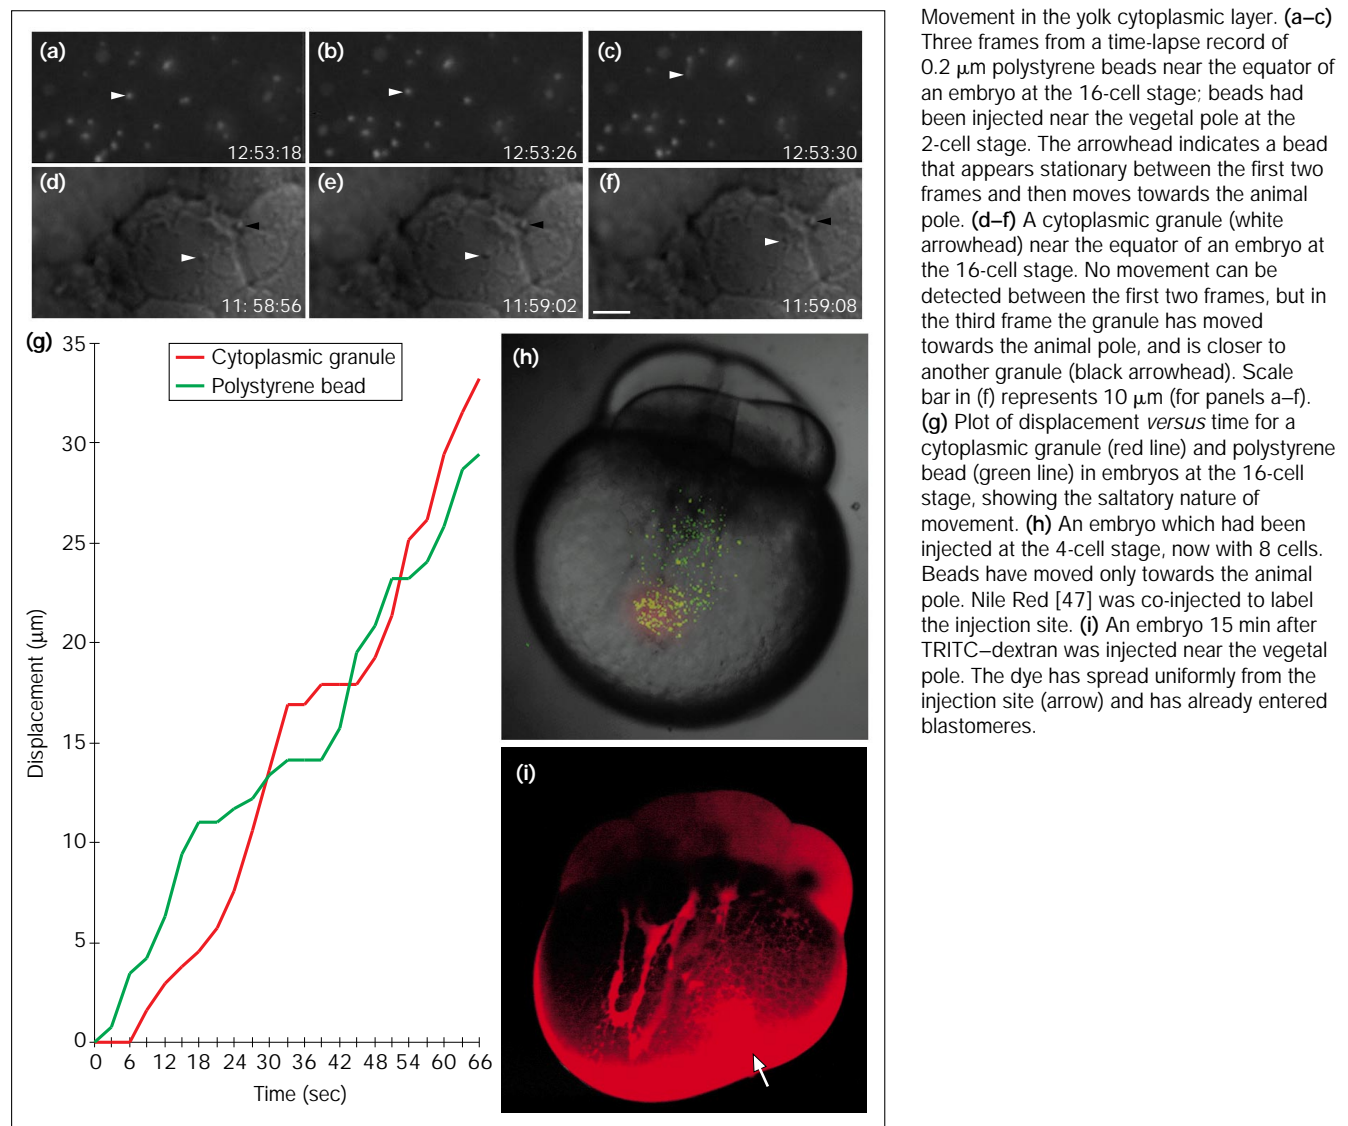 (a)
(b)
(c)
12:53:18
12:53:26
12:53:30
(d)
(e)
(f)
11: 58:56
11:59:02
11:59:08
(g)
35
30
25
20
15
10
5
0
Displacement (μm)
Cytoplasmic granule
Polystyrene bead
0 6 12 18 24 30 36 42 48 54 60 66
Time (sec)
(h)
(i)
Movement in the yolk cytoplasmic layer. (a–c)
Three frames from a time-lapse record of
0.2 μm polystyrene beads near the equator of
an embryo at the 16-cell stage; beads had
been injected near the vegetal pole at the
2-cell stage. The arrowhead indicates a bead
that appears stationary between the first two
frames and then moves towards the animal
pole. (d–f) A cytoplasmic granule (white
arrowhead) near the equator of an embryo at
the 16-cell stage. No movement can be
detected between the first two frames, but in
the third frame the granule has moved
towards the animal pole, and is closer to
another granule (black arrowhead). Scale
bar in (f) represents 10 μm (for panels a–f).
(g) Plot of displacement versus time for a
cytoplasmic granule (red line) and polystyrene
bead (green line) in embryos at the 16-cell
stage, showing the saltatory nature of
movement. (h) An embryo which had been
injected at the 4-cell stage, now with 8 cells.
Beads have moved only towards the animal
pole. Nile Red [47] was co-injected to label
the injection site. (i) An embryo 15 min after
TRITC–dextran was injected near the vegetal
pole. The dye has spread uniformly from the
injection site (arrow) and has already entered
blastomeres.